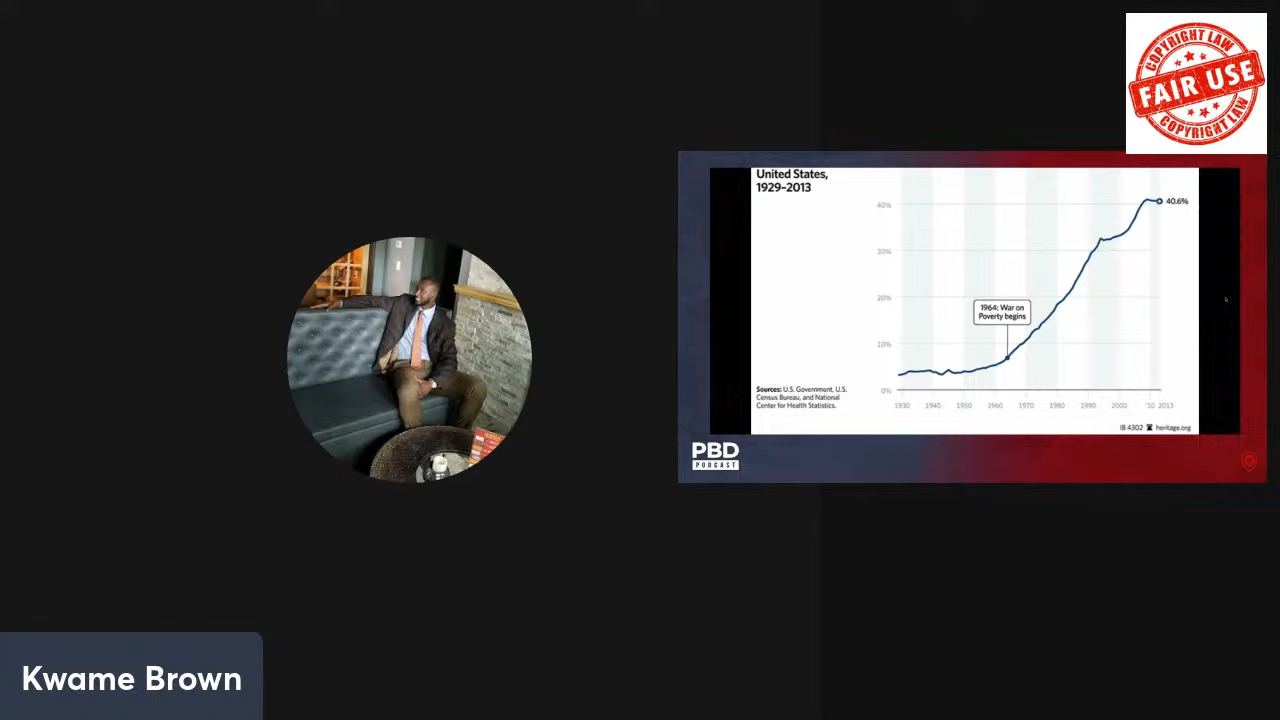 COPYRIGHT LAW
FAIR USE
COPYRIGHT LAW
United States,
1929–2013
40%
40.6%
30%
20%
1964: War on
Poverty begins
10%
Sources: U.S. Government, U.S.
Census Bureau, and National
Center for Health Statistics.
0%
1930 1940 1950 1960 1970 1980 1990 2000 '10 2013
IB 4302 heritage.org
PBD
PODCAST
Kwame Brown